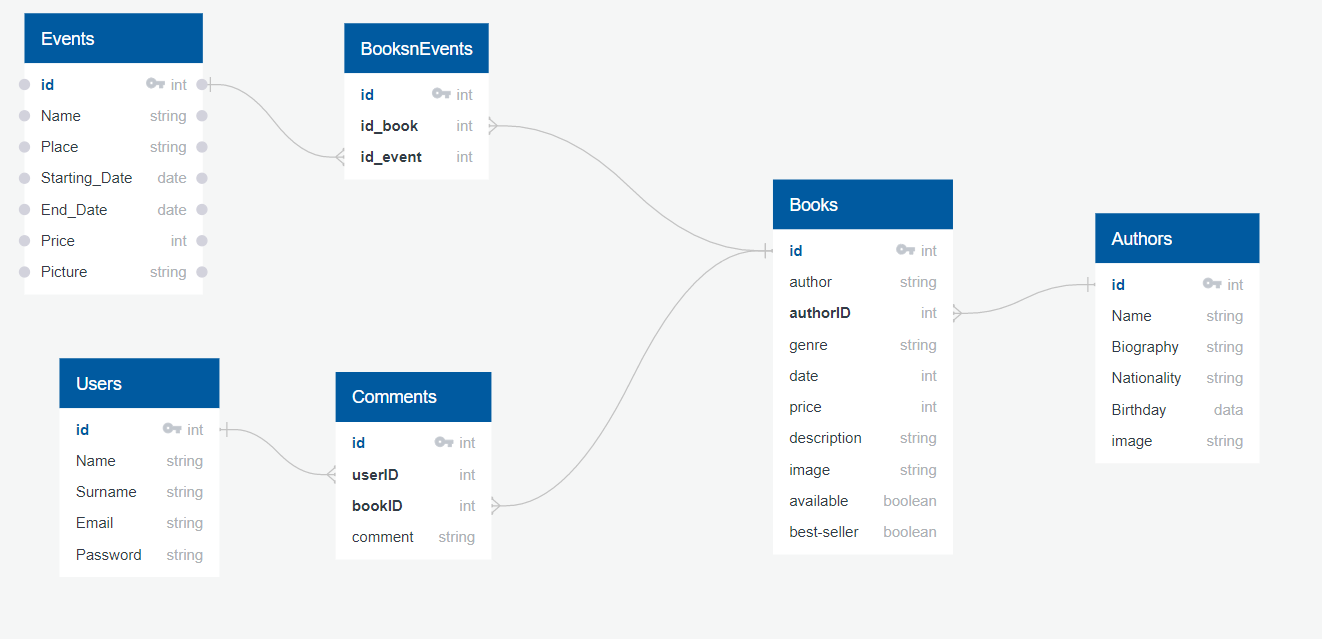 Events
id int
Name string
Place string
Starting_Date date
End_Date date
Price int
Picture string
BooksnEvents
id int
id_book int
id_event int
Books
id int
author string
authorID int
genre string
date int
price int
description string
image string
available boolean
best-seller boolean
Authors
id int
Name string
Biography string
Nationality string
Birthday data
image string
Users
id int
Name string
Surname string
Email string
Password string
Comments
id int
userID int
bookID int
comment string